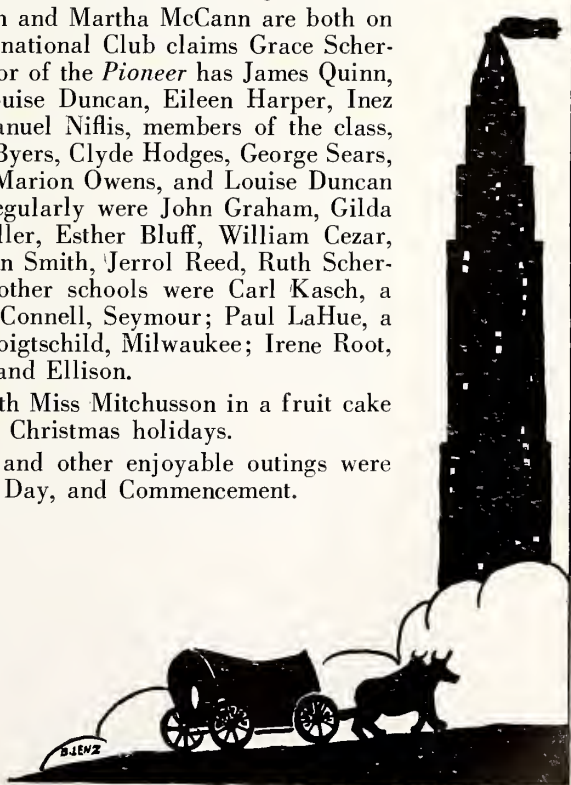 n and Martha McCann are both on
national Club claims Grace Scher-
or of the Pioneer has James Quinn,
ouise Duncan, Eileen Harper, Inez
anuel Niflis, members of the class,
Byers, Clyde Hodges, George Sears,
Marion Owens, and Louise Duncan
egularly were John Graham, Gilda
ller, Esther Bluff, William Cezar,
n Smith, Jerrol Reed, Ruth Scher-
other schools were Carl Kasch, a
Connell, Seymour; Paul LaHue, a
oigtschild, Milwaukee; Irene Root,
and Ellison.
th Miss Mitchusson in a fruit cake
Christmas holidays.
and other enjoyable outings were
Day, and Commencement.
B.LENZ